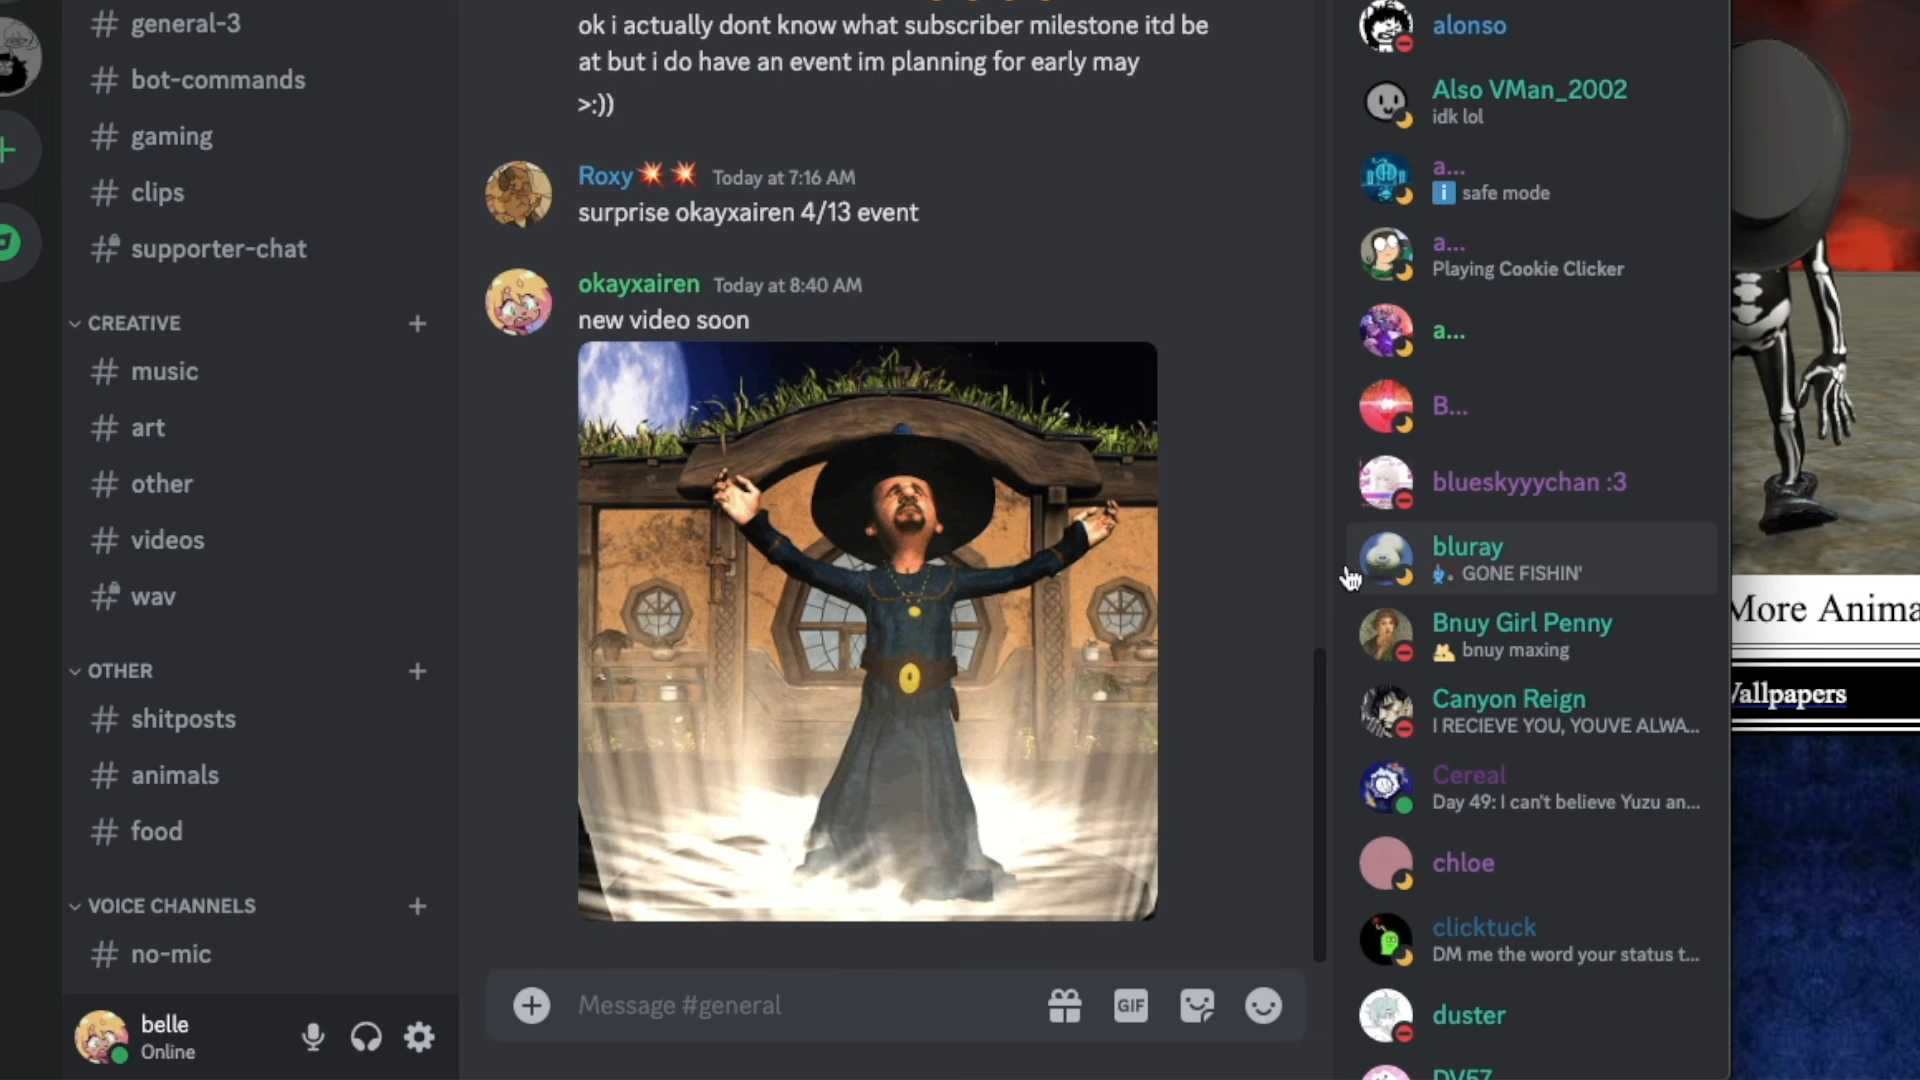 # general-3
# bot-commands
# gaming
# clips
# supporter-chat
CREATIVE
# music
# art
# other
# videos
# wav
OTHER
# shitposts
# animals
# food
VOICE CHANNELS
# no-mic
belle
Online
ok i actually dont know what subscriber milestone itd be
at but i do have an event im planning for early may
>:))
Roxy💥💥 Today at 7:16 AM
surprise okayxairen 4/13 event
okayxairen Today at 8:40 AM
new video soon
Message #general
GIF
alonso
Also VMan_2002
idk lol
a...
safe mode
a...
Playing Cookie Clicker
a...
B...
blueskyyychan :3
bluray
GONE FISHIN'
Bnuy Girl Penny
bnuy maxing
Canyon Reign
I RECIEVE YOU, YOUVE ALWA...
Cereal
Day 49: I can't believe Yuzu an...
chloe
clicktuck
DM me the word your status t...
duster
More Anima
Wallpapers